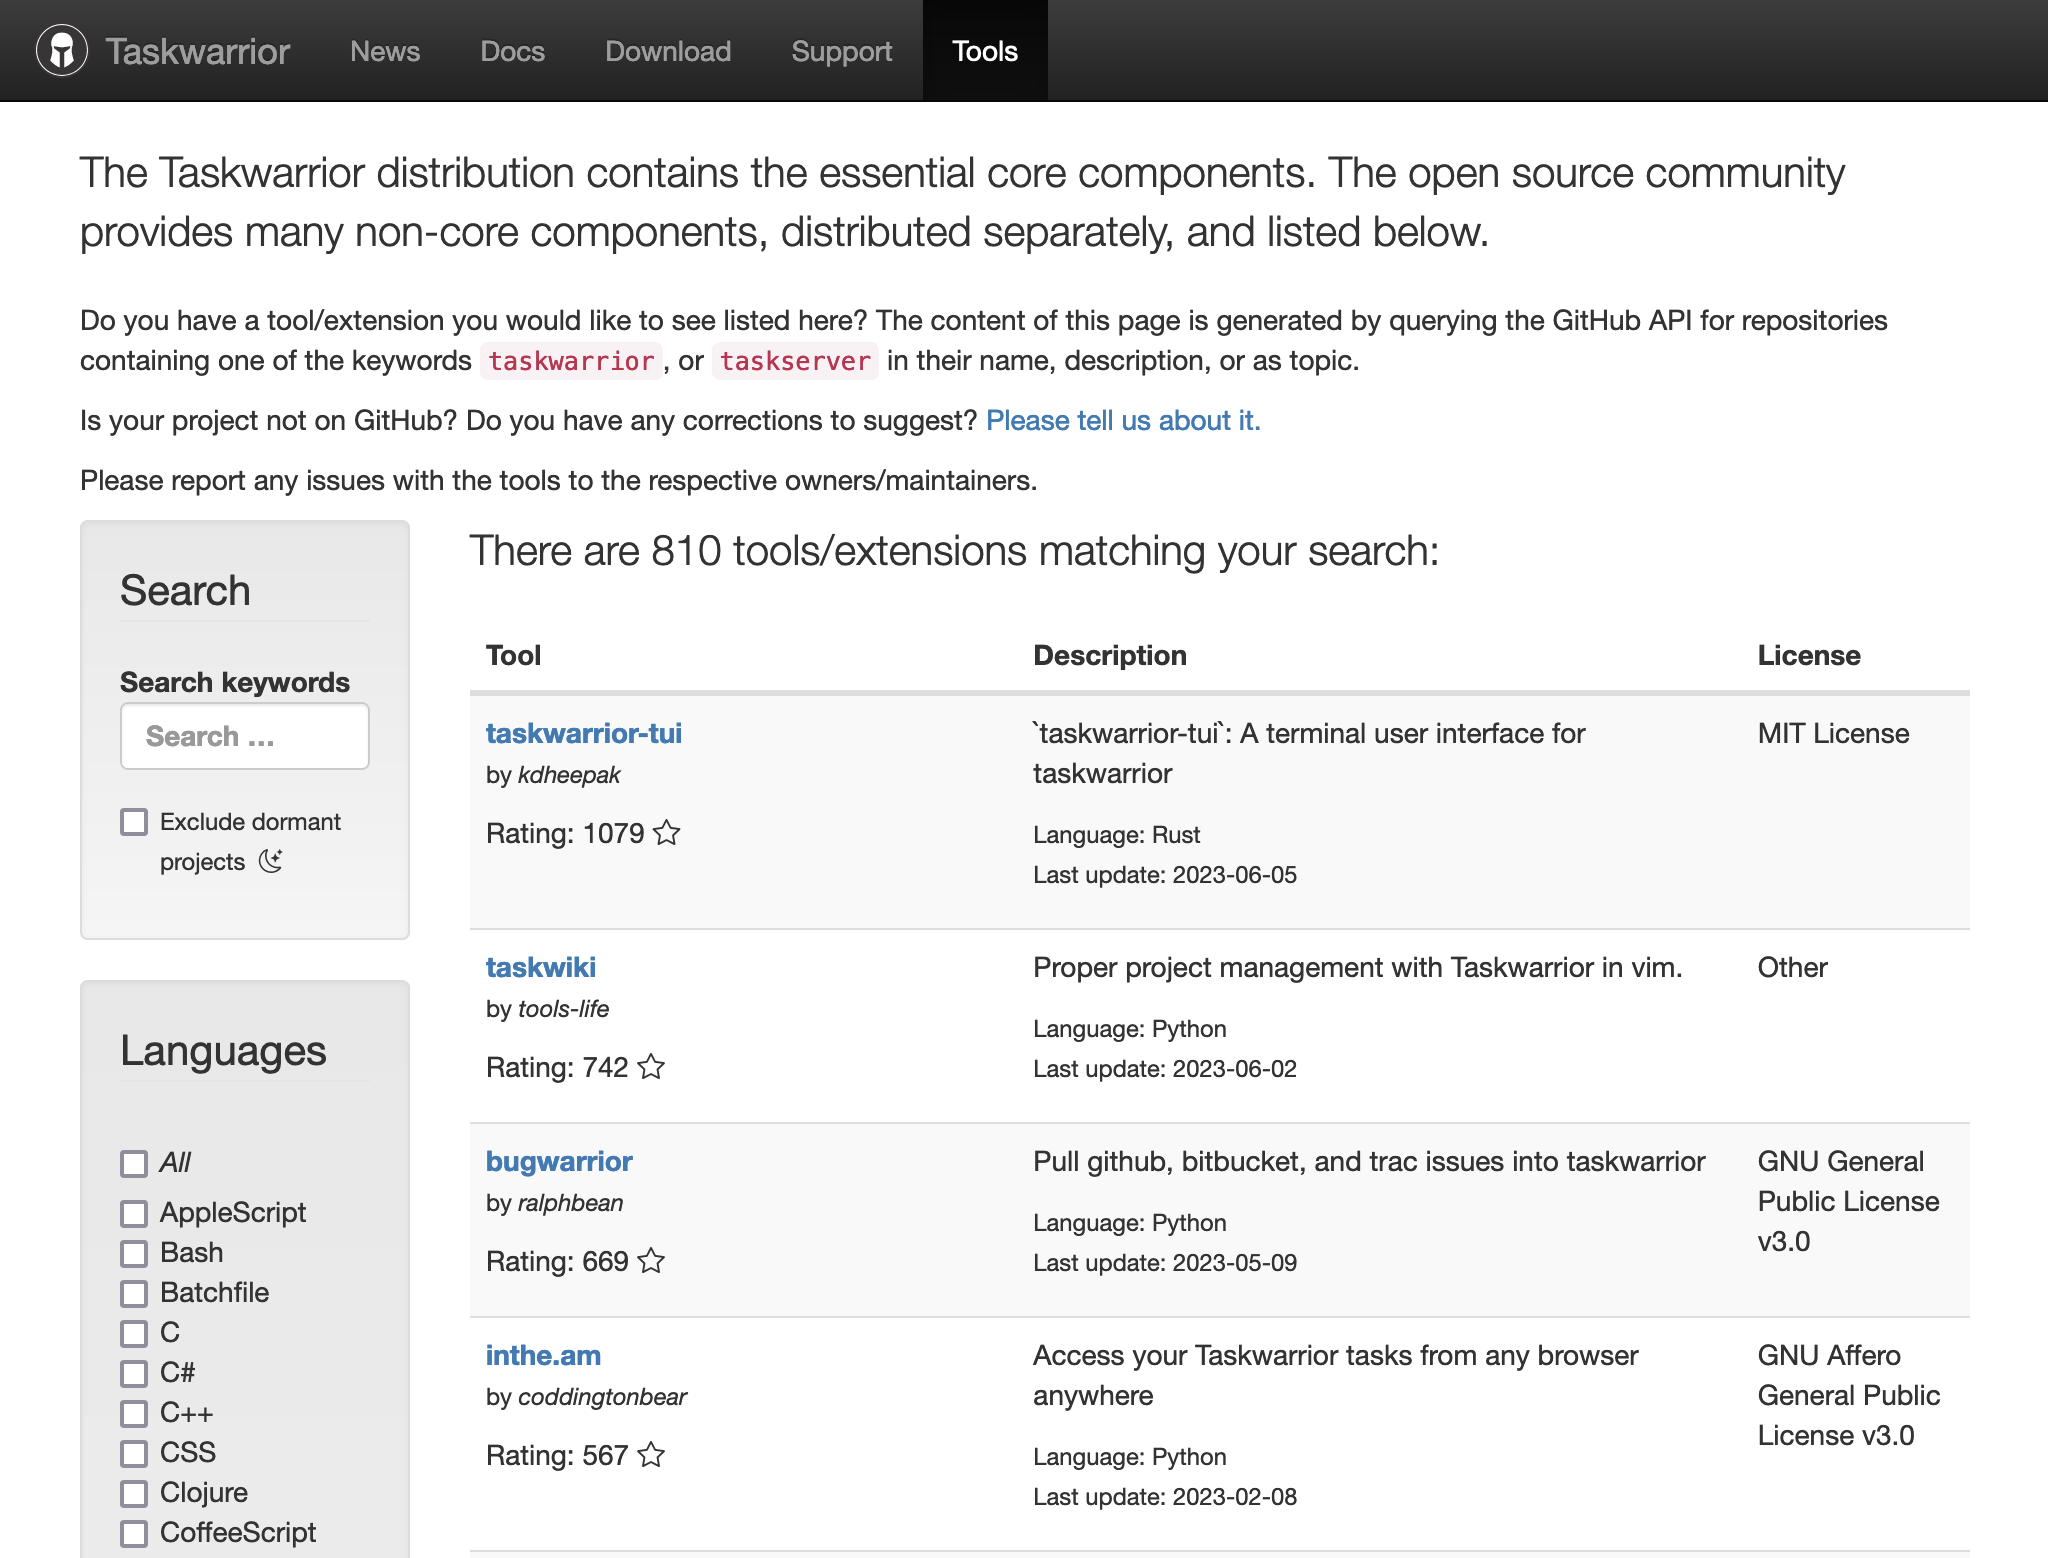 Taskwarrior News Docs Download Support Tools
The Taskwarrior distribution contains the essential core components. The open source community
provides many non-core components, distributed separately, and listed below.
Do you have a tool/extension you would like to see listed here? The content of this page is generated by querying the GitHub API for repositories
containing one of the keywords taskwarrior, or taskserver in their name, description, or as topic.
Is your project not on GitHub? Do you have any corrections to suggest? Please tell us about it.
Please report any issues with the tools to the respective owners/maintainers.
Search
Search keywords
Search ...
Exclude dormant
projects
Languages
All
AppleScript
Bash
Batchfile
C
C#
C++
CSS
Clojure
CoffeeScript
There are 810 tools/extensions matching your search:
Tool Description License
taskwarrior-tui
by kdheepak
Rating: 1079
`taskwarrior-tui`: A terminal user interface for
taskwarrior
Language: Rust
Last update: 2023-06-05
MIT License
taskwiki
by tools-life
Rating: 742
Proper project management with Taskwarrior in vim.
Language: Python
Last update: 2023-06-02
Other
bugwarrior
by ralphbean
Rating: 669
Pull github, bitbucket, and trac issues into taskwarrior
Language: Python
Last update: 2023-05-09
GNU General
Public License
v3.0
inthe.am
by coddingtonbear
Rating: 567
Access your Taskwarrior tasks from any browser
anywhere
Language: Python
Last update: 2023-02-08
GNU Affero
General Public
License v3.0